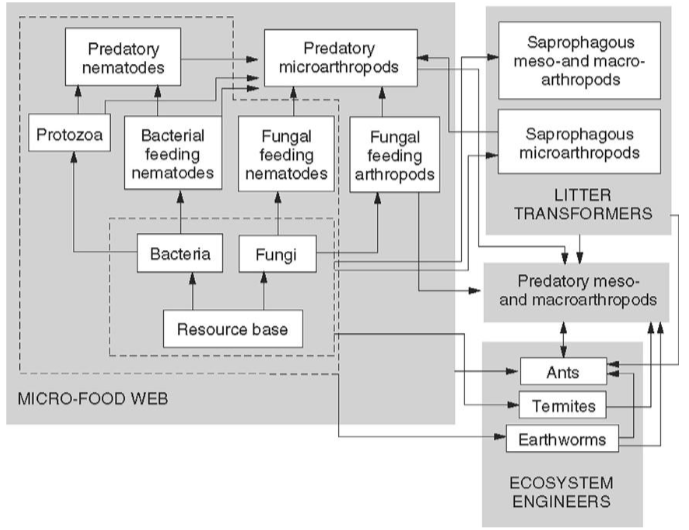 Predatory
nematodes
Predatory
microarthropods
Saprophagous
meso-and macro-
arthropods
Protozoa
Bacterial
feeding
nematodes
Fungal
feeding
nematodes
Fungal
feeding
arthropods
Saprophagous
microarthropods
LITTER
TRANSFORMERS
Bacteria
Fungi
Predatory meso-
and macroarthropods
Resource base
Ants
MICRO-FOOD WEB
Termites
Earthworms
ECOSYSTEM
ENGINEERS